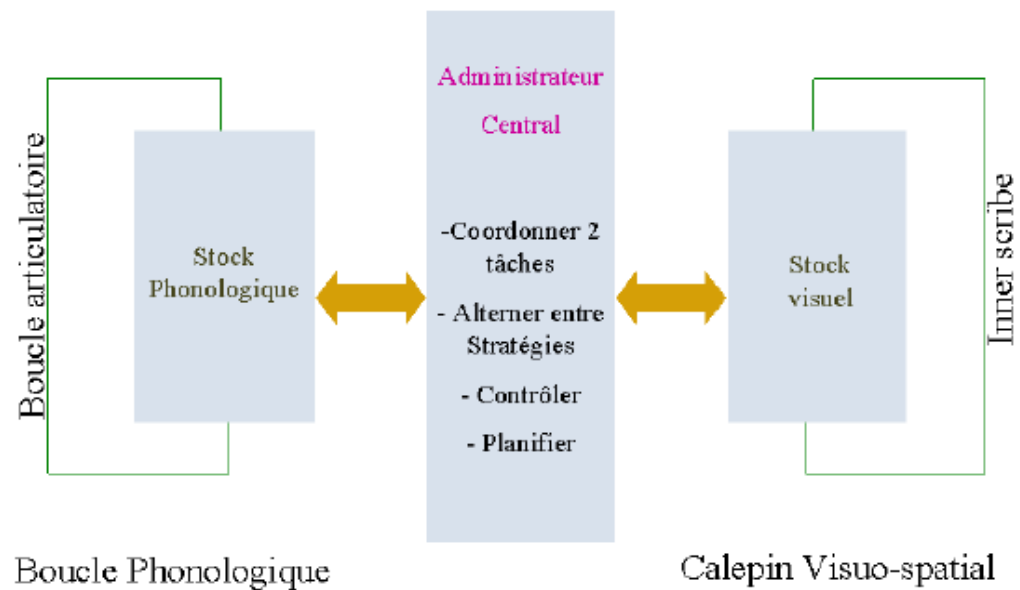 Boucle articulatoire
Stock
Phonologique
Administrateur
Central
-Coordonner 2
tâches
- Alterner entre
Stratégies
- Contrôler
- Planifier
Stock
visuel
Inner scribe
Boucle Phonologique
Calepin Visuo-spatial